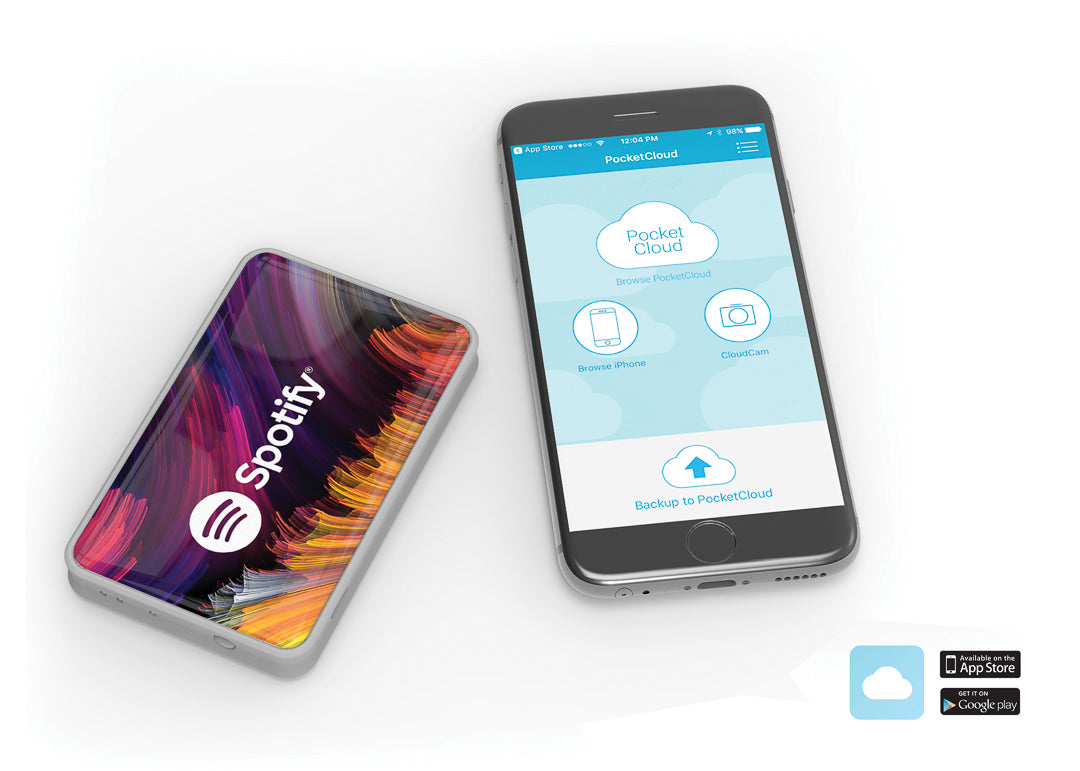 Spotify®
App Store
12:04 PM
98%
PocketCloud
Pocket
Cloud
Browse PocketCloud
Browse iPhone
CloudCam
Backup to PocketCloud
Available on the
App Store
GET IT ON
Google play